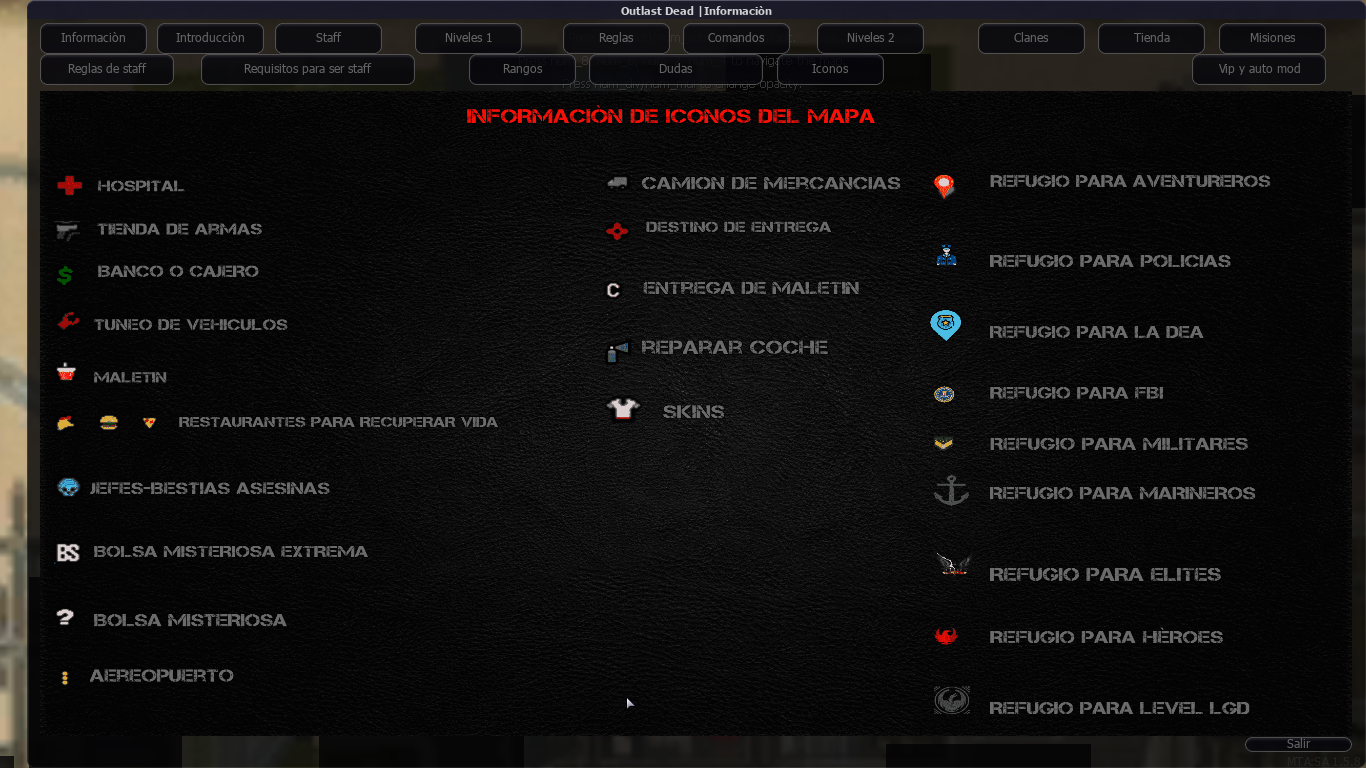 Outlast Dead |Informaciòn
Informaciòn Introducciòn Staff Niveles 1 Reglas Comandos Niveles 2 Clanes Tienda Misiones
Reglas de staff Requisitos para ser staff Rangos Dudas Iconos Vip y auto mod
INFORMACIÒN DE ICONOS DEL MAPA
HOSPITAL
TIENDA DE ARMAS
BANCO O CAJERO
TUNEO DE VEHICULOS
MALETIN
RESTAURANTES PARA RECUPERAR VIDA
JEFES-BESTIAS ASESINAS
BS BOLSA MISTERIOSA EXTREMA
? BOLSA MISTERIOSA
AEREOPUERTO
CAMION DE MERCANCIAS
DESTINO DE ENTREGA
C ENTREGA DE MALETIN
REPARAR COCHE
SKINS
REFUGIO PARA AVENTUREROS
REFUGIO PARA POLICIAS
REFUGIO PARA LA DEA
REFUGIO PARA FBI
REFUGIO PARA MILITARES
REFUGIO PARA MARINEROS
REFUGIO PARA ELITES
REFUGIO PARA HÈROES
REFUGIO PARA LEVEL LGD
Salir